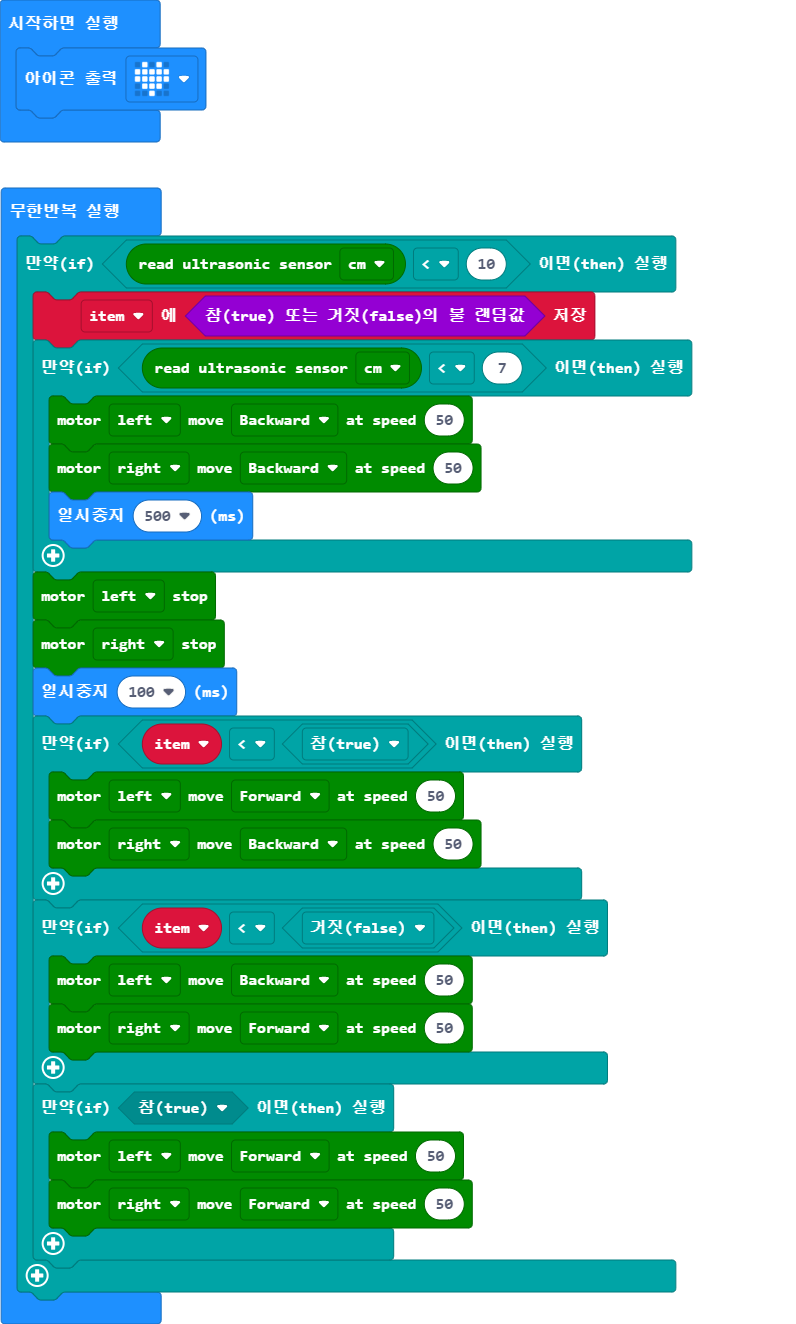 시작하면 실행
아이콘 출력
무한반복 실행
만약(if) read ultrasonic sensor cm < 10 이면(then) 실행
item 에 참(true) 또는 거짓(false)의 불 랜덤값 저장
만약(if) read ultrasonic sensor cm < 7 이면(then) 실행
motor left move Backward at speed 50
motor right move Backward at speed 50
일시중지 500 (ms)
motor left stop
motor right stop
일시중지 100 (ms)
만약(if) item < 참(true) 이면(then) 실행
motor left move Forward at speed 50
motor right move Backward at speed 50
만약(if) item < 거짓(false) 이면(then) 실행
motor left move Backward at speed 50
motor right move Forward at speed 50
만약(if) 참(true) 이면(then) 실행
motor left move Forward at speed 50
motor right move Forward at speed 50